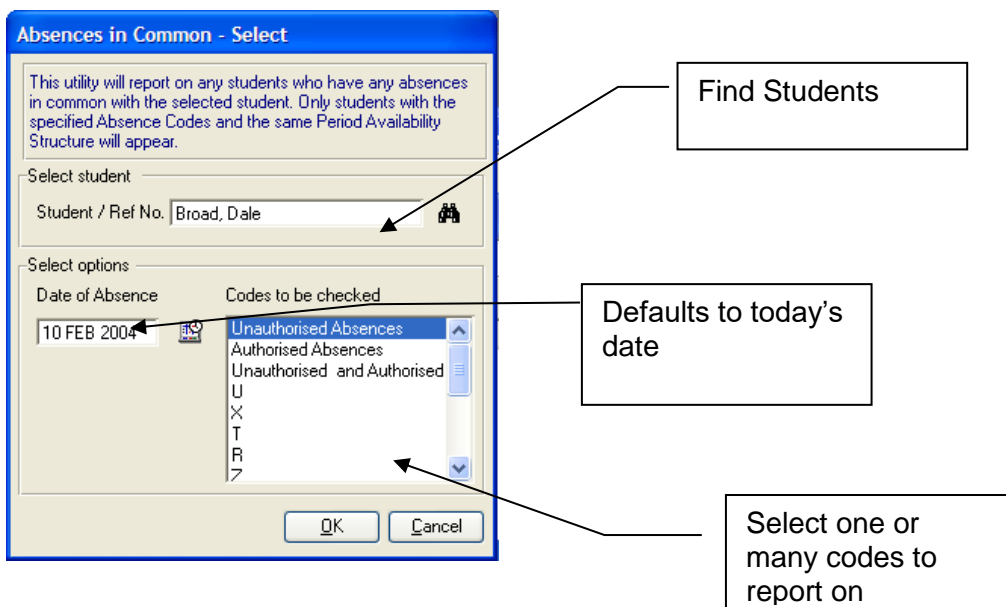 Absences in Common - Select
This utility will report on any students who have any absences
in common with the selected student. Only students with the
specified Absence Codes and the same Period Availability
Structure will appear.
Select student
Student / Ref No. Broad, Dale
Select options
Date of Absence Codes to be checked
10 FEB 2004
Unauthorised Absences
Authorised Absences
Unauthorised and Authorised
U
X
T
R
Z
OK Cancel
Find Students
Defaults to today's
date
Select one or
many codes to
report on